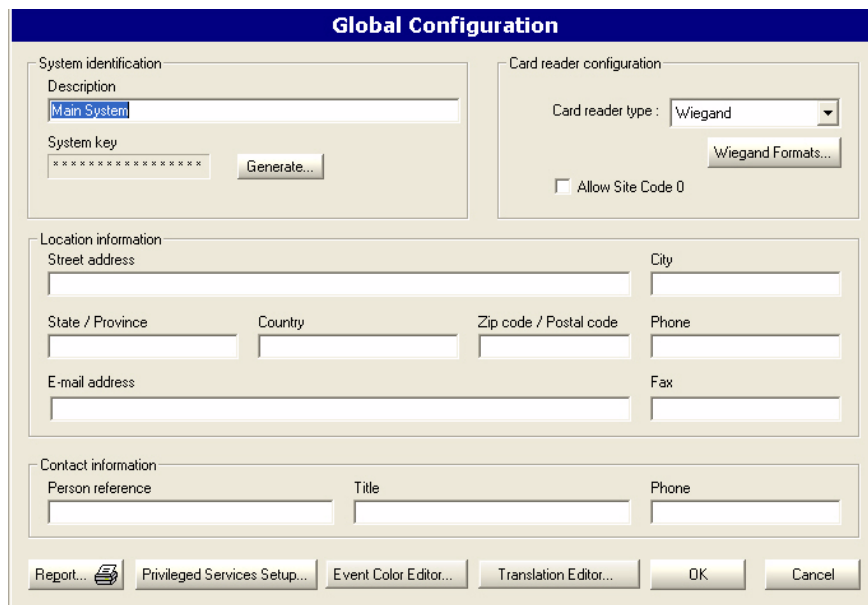 Global Configuration
System identification
Description
Main System
System key
* * * * * * * * * * * * * * * * *
Generate...
Card reader configuration
Card reader type :
Wiegand
Wiegand Formats...
Allow Site Code 0
Location information
Street address
City
State / Province
Country
Zip code / Postal code
Phone
E-mail address
Fax
Contact information
Person reference
Title
Phone
Report...
Privileged Services Setup...
Event Color Editor...
Translation Editor...
OK
Cancel